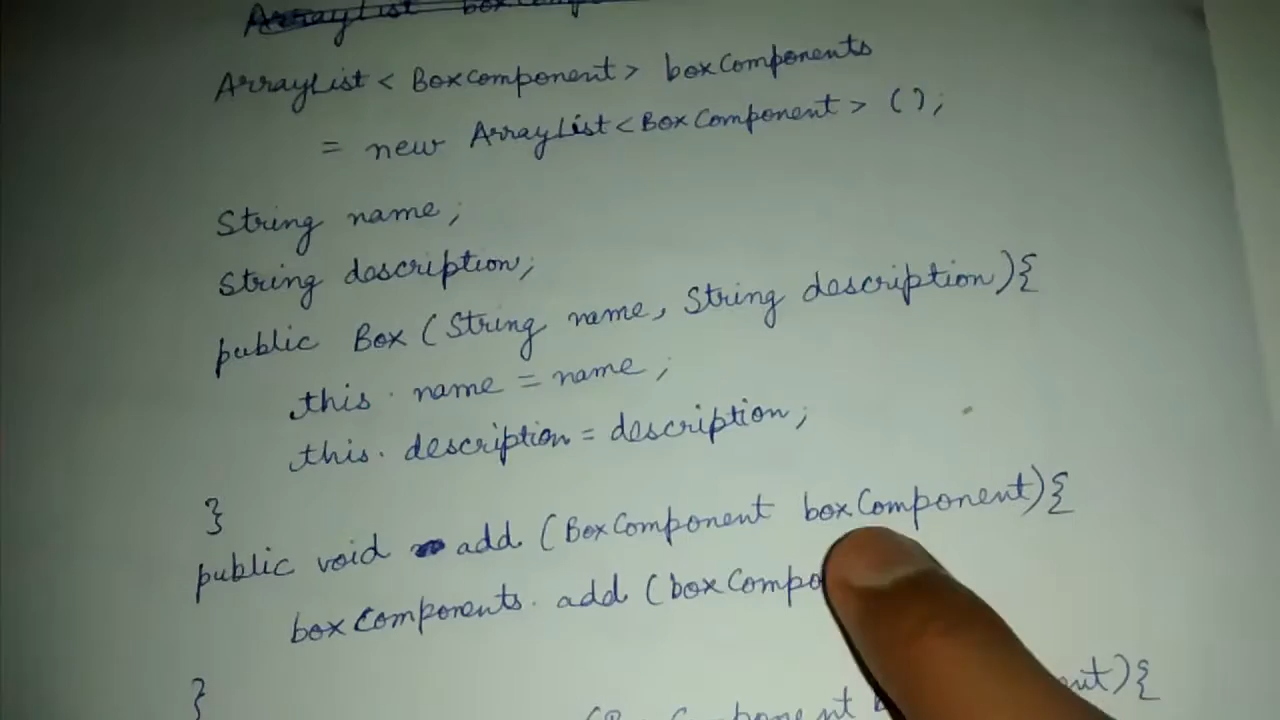 ArrayList
ArrayList < BoxComponent > boxComponents
= new ArrayList<BoxComponent > ();
String name;
String description;
public Box (String name, String description){
this. name = name;
this. description = description;
}
public void add (BoxComponent boxComponent){
boxComponents. add (boxCompo
}